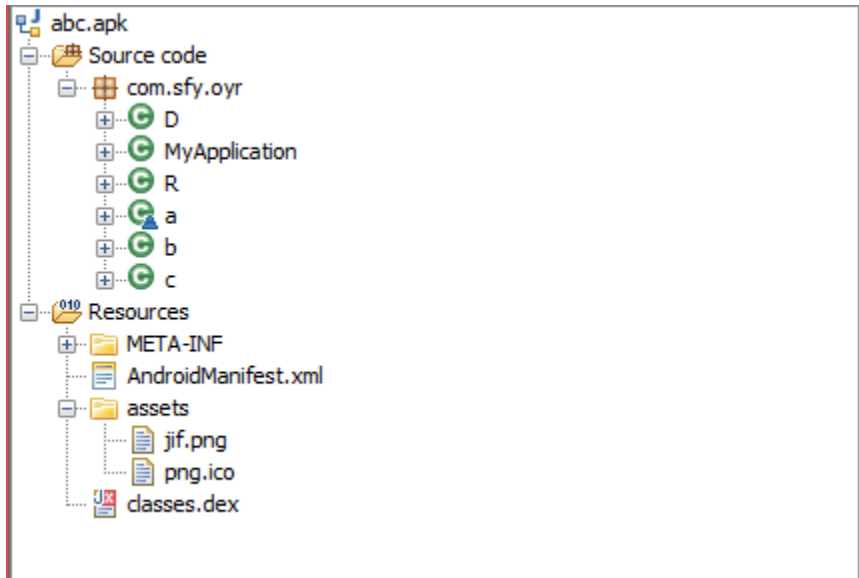 abc.apk
Source code
com.sfy.oyr
D
MyApplication
R
a
b
c
Resources
META-INF
AndroidManifest.xml
assets
jif.png
png.ico
classes.dex